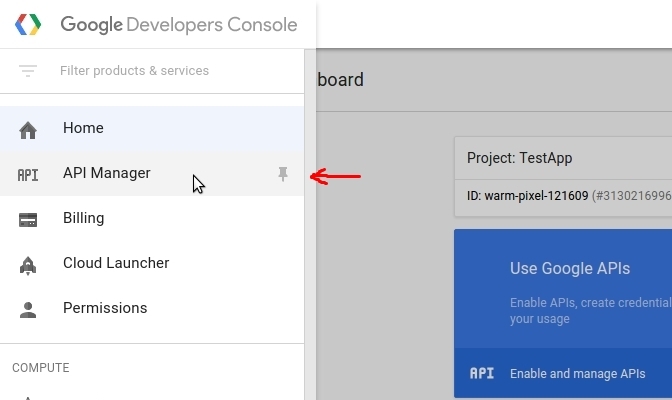 Google Developers Console
Filter products & services
Home
API API Manager
Billing
Cloud Launcher
Permissions
COMPUTE
board
Project: TestApp
ID: warm-pixel-121609 (#3130216996
Use Google APIs
Enable APIs, create credential
your usage
API Enable and manage APIs